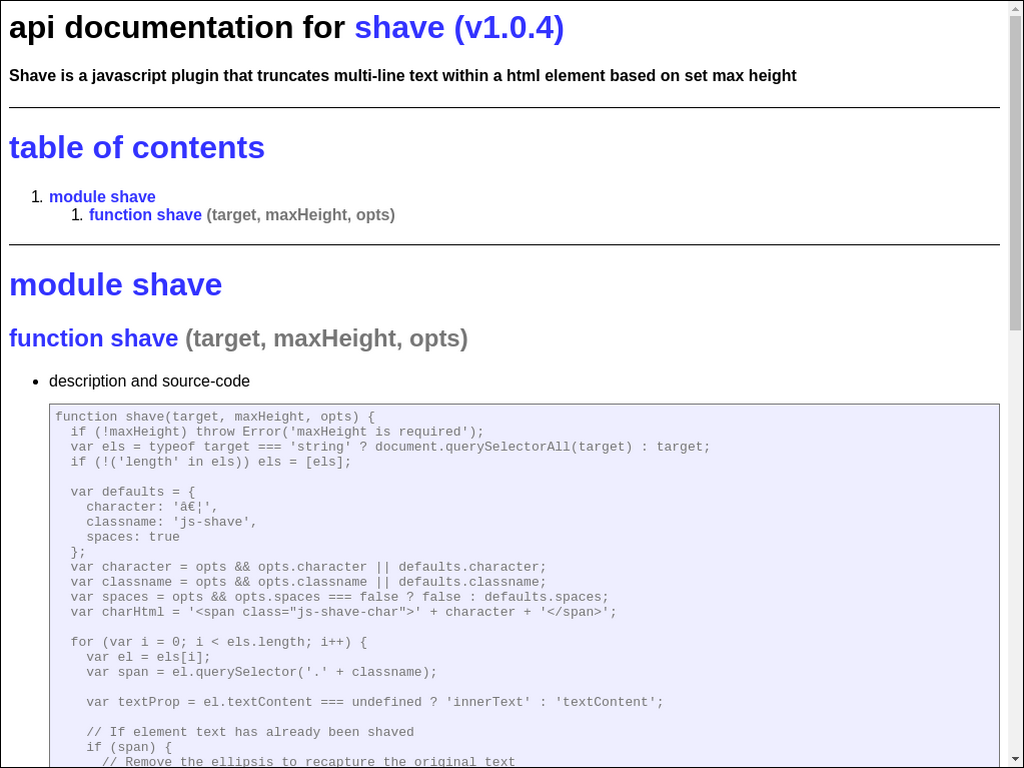 api documentation for shave (v1.0.4)
Shave is a javascript plugin that truncates multi-line text within a html element based on set max height
table of contents
1. module shave
1. function shave (target, maxHeight, opts)
module shave
function shave (target, maxHeight, opts)
• description and source-code
function shave(target, maxHeight, opts) {
  if (!maxHeight) throw Error('maxHeight is required');
  var els = typeof target === 'string' ? document.querySelectorAll(target) : target;
  if (!('length' in els)) els = [els];

  var defaults = {
    character: 'â€¦',
    classname: 'js-shave',
    spaces: true
  };
  var character = opts && opts.character || defaults.character;
  var classname = opts && opts.classname || defaults.classname;
  var spaces = opts && opts.spaces === false ? false : defaults.spaces;
  var charHtml = '<span class="js-shave-char">' + character + '</span>';

  for (var i = 0; i < els.length; i++) {
    var el = els[i];
    var span = el.querySelector('.' + classname);

    var textProp = el.textContent === undefined ? 'innerText' : 'textContent';

    // If element text has already been shaved
    if (span) {
      // Remove the ellipsis to recapture the original text